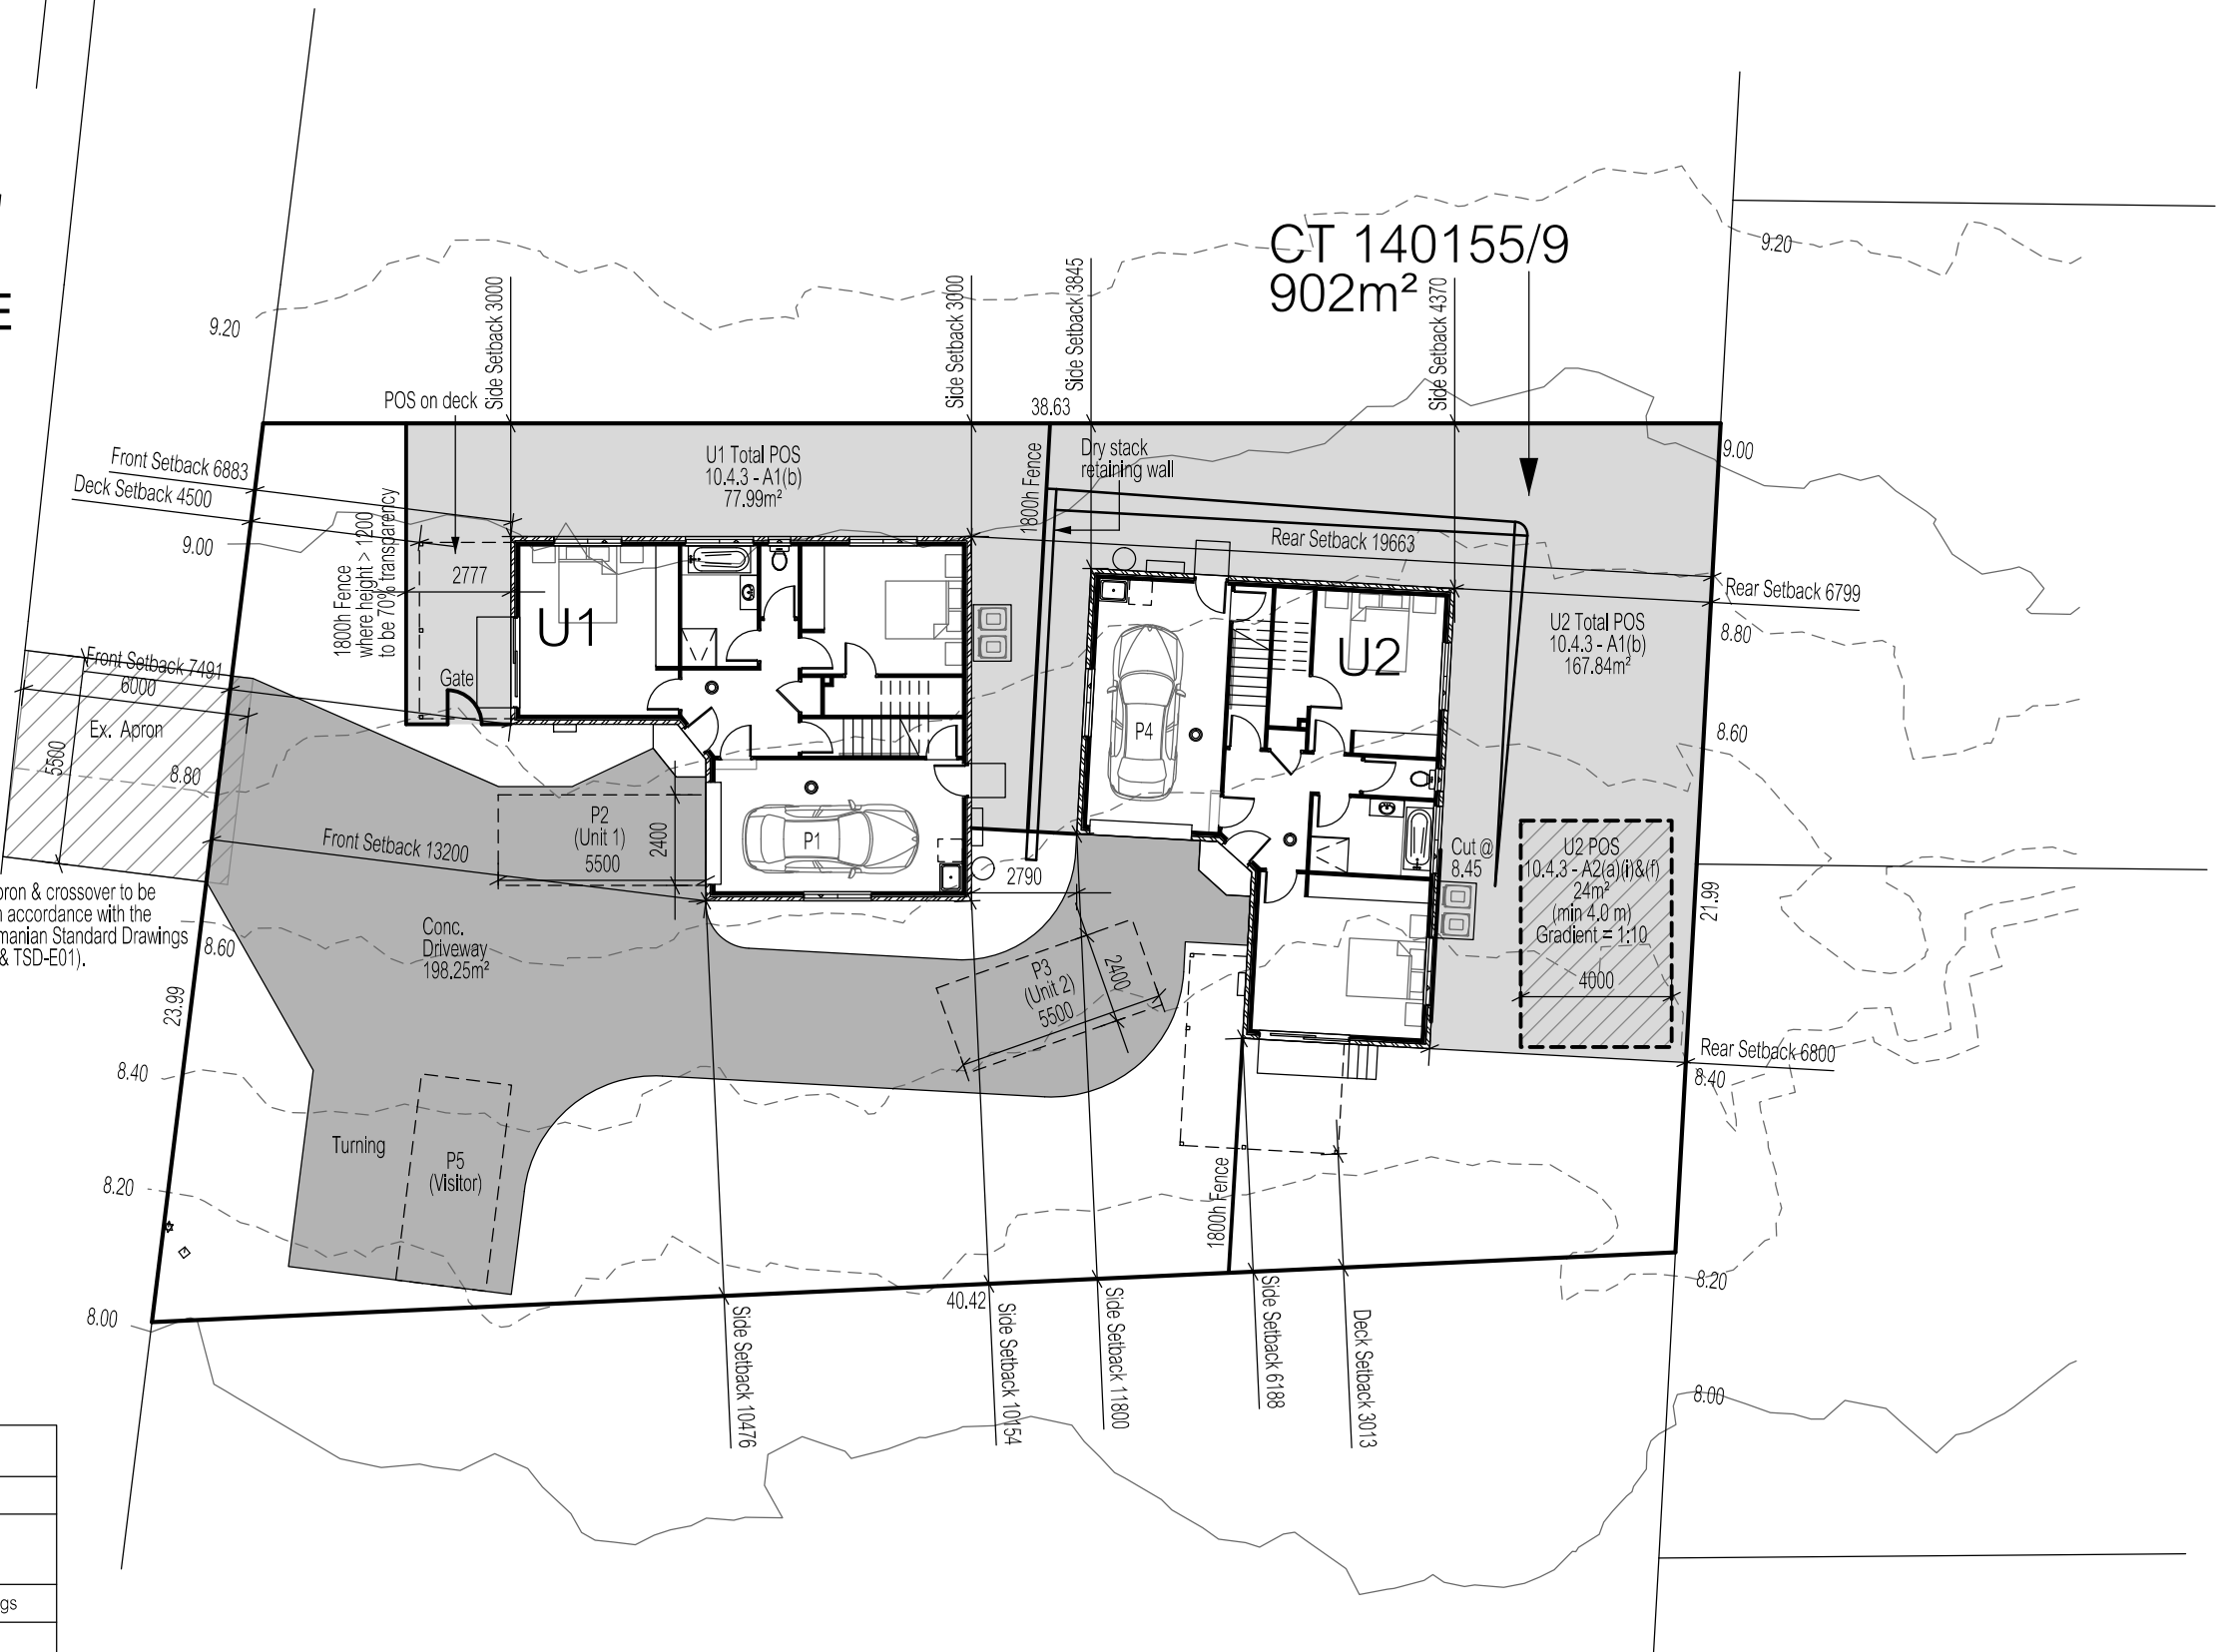 CT 140155/9
902m²
9.20
9.20
Side Setback 3000
Side Setback 3000
Side Setback 3845
Side Setback 4370
POS on deck
38.63
Front Setback 6883
Deck Setback 4500
9.00
1800h Fence
where height > 1200
to be 70% transparency
2777
U1 Total POS
10.4.3 - A1(b)
77.99m²
1800h Fence
Dry stack
retaining wall
Rear Setback 19663
9.00
Rear Setback 6799
8.80
U1
U2
U2 Total POS
10.4.3 - A1(b)
167.84m²
Front Setback 7491
6000
Gate
Ex. Apron
5500
8.80
P4
8.60
P2
(Unit 1)
5500
2400
P1
Front Setback 13200
2790
Cut @
8.45
U2 POS
10.4.3 - A2(a)(i)&(f)
24m²
(min 4.0 m)
Gradient = 1:10
4000
21.99
pron & crossover to be
n accordance with the
manian Standard Drawings
& TSD-E01).
8.60
Conc.
Driveway
198.25m²
23.99
P3
(Unit 2)
5500
2400
Rear Setback 6800
8.40
8.40
Turning
P5
(Visitor)
8.20
1800h Fence
8.20
8.00
40.42
Side Setback 10476
Side Setback 10154
Side Setback 11800
Side Setback 6188
Deck Setback 3013
8.00
gs